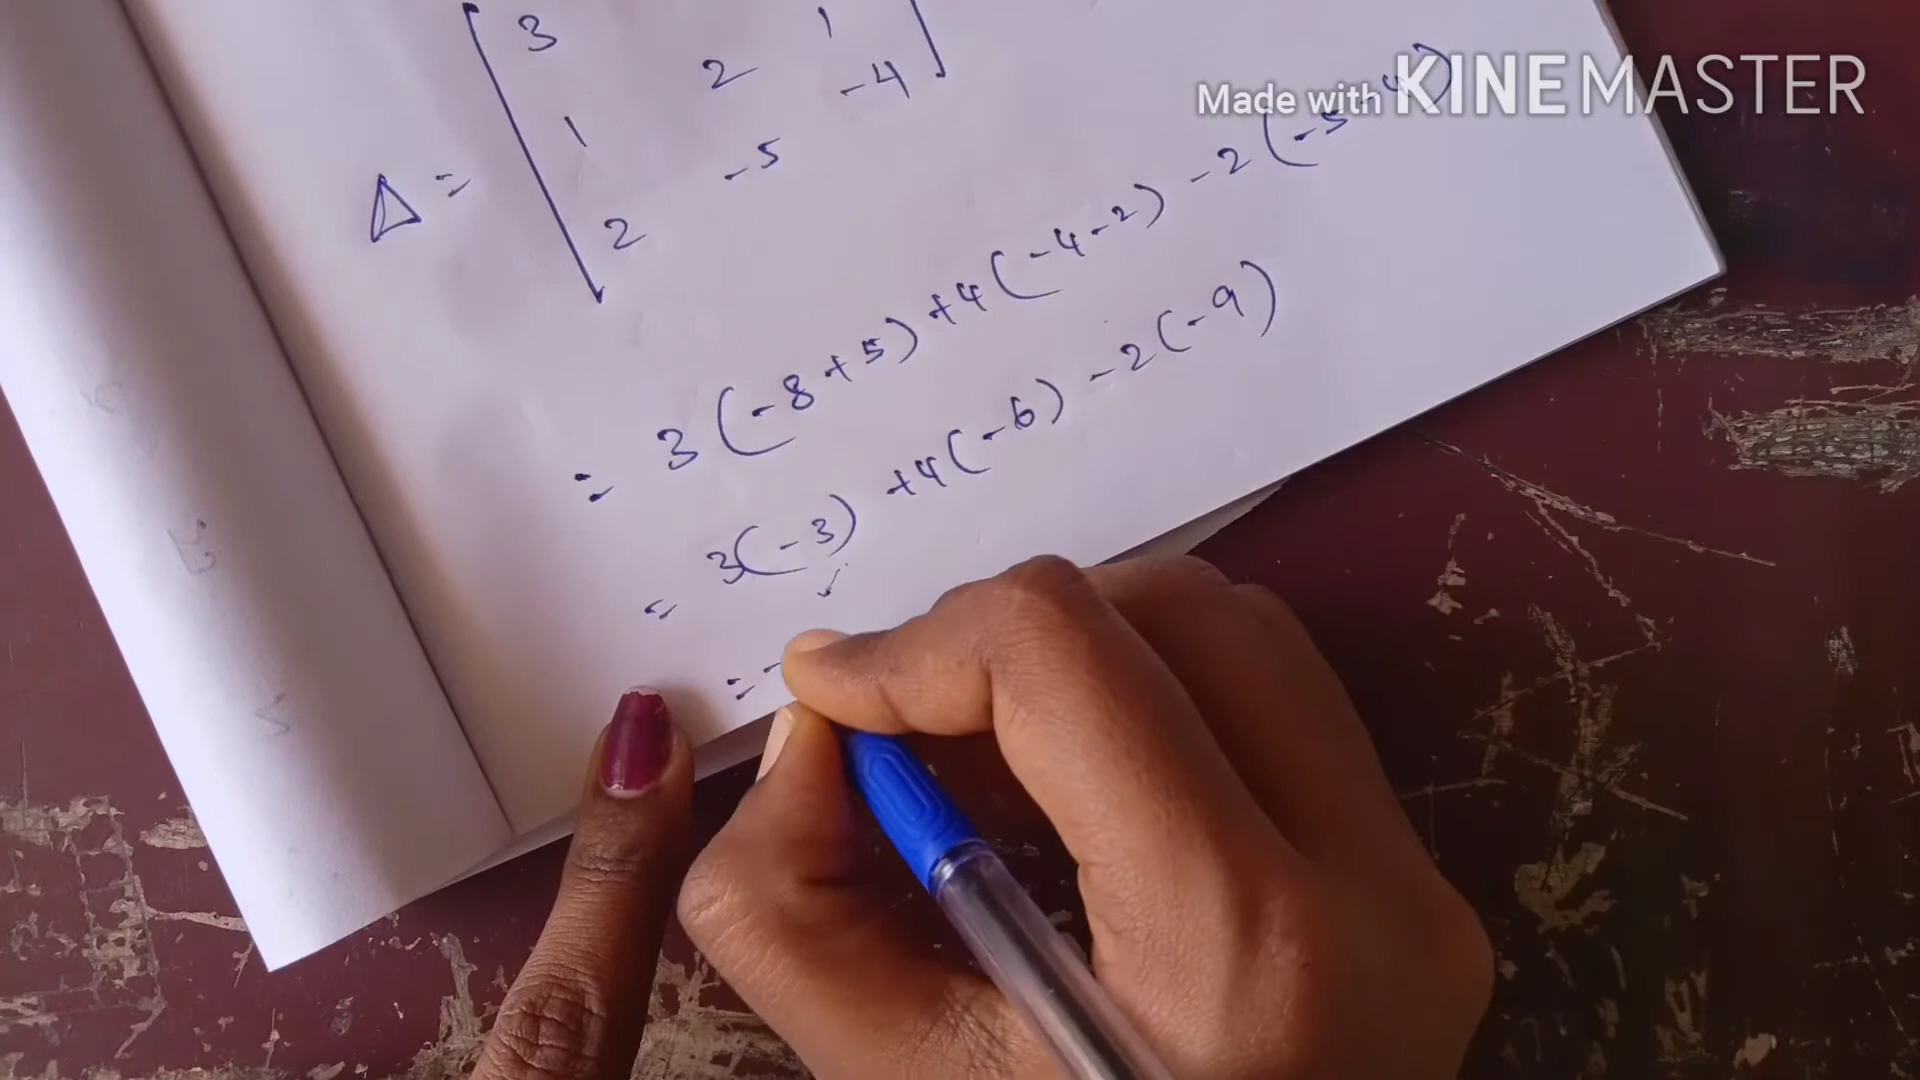 Made with KINEMASTER
3 1
1 2 -4
Δ =
2 -5
= 3(-8+5) +4(-4-2) -2(-5-4)
= 3(-3) +4(-6) -2(-9)
= -